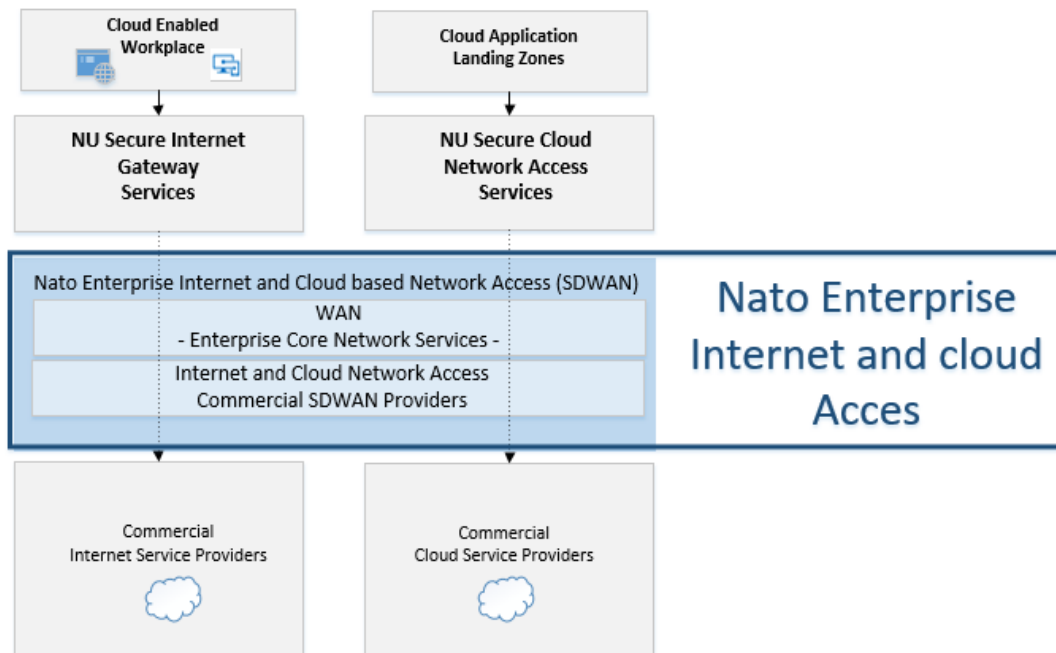 Cloud Enabled
Workplace
Cloud Application
Landing Zones
NU Secure Internet
Gateway
Services
NU Secure Cloud
Network Access
Services
Nato Enterprise Internet and Cloud based Network Access (SDWAN)
WAN
- Enterprise Core Network Services -
Internet and Cloud Network Access
Commercial SDWAN Providers
Nato Enterprise
Internet and cloud
Acces
Commercial
Internet Service Providers
Commercial
Cloud Service Providers